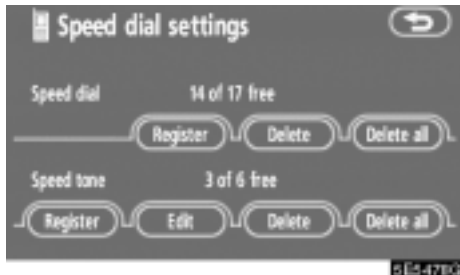 Speed dial settings
Speed dial 14 of 17 free
Register Delete Delete all
Speed tone 3 of 6 free
Register Edit Delete Delete all